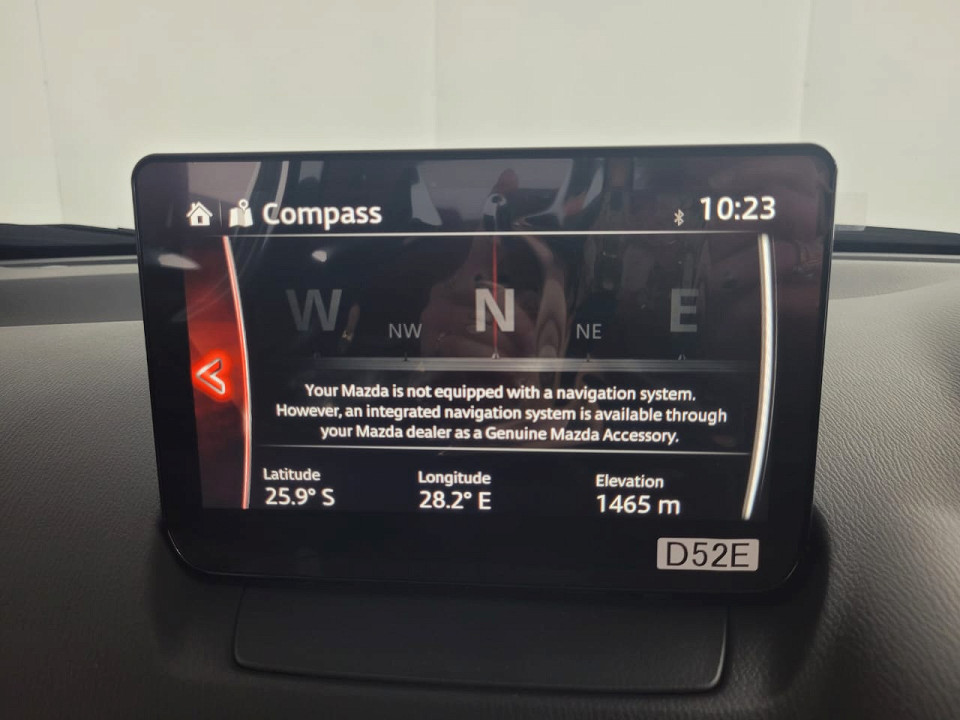 Compass 10:23
W NW N NE E
Your Mazda is not equipped with a navigation system.
However, an integrated navigation system is available through
your Mazda dealer as a Genuine Mazda Accessory.
Latitude Longitude Elevation
25.9° S 28.2° E 1465 m
D52E